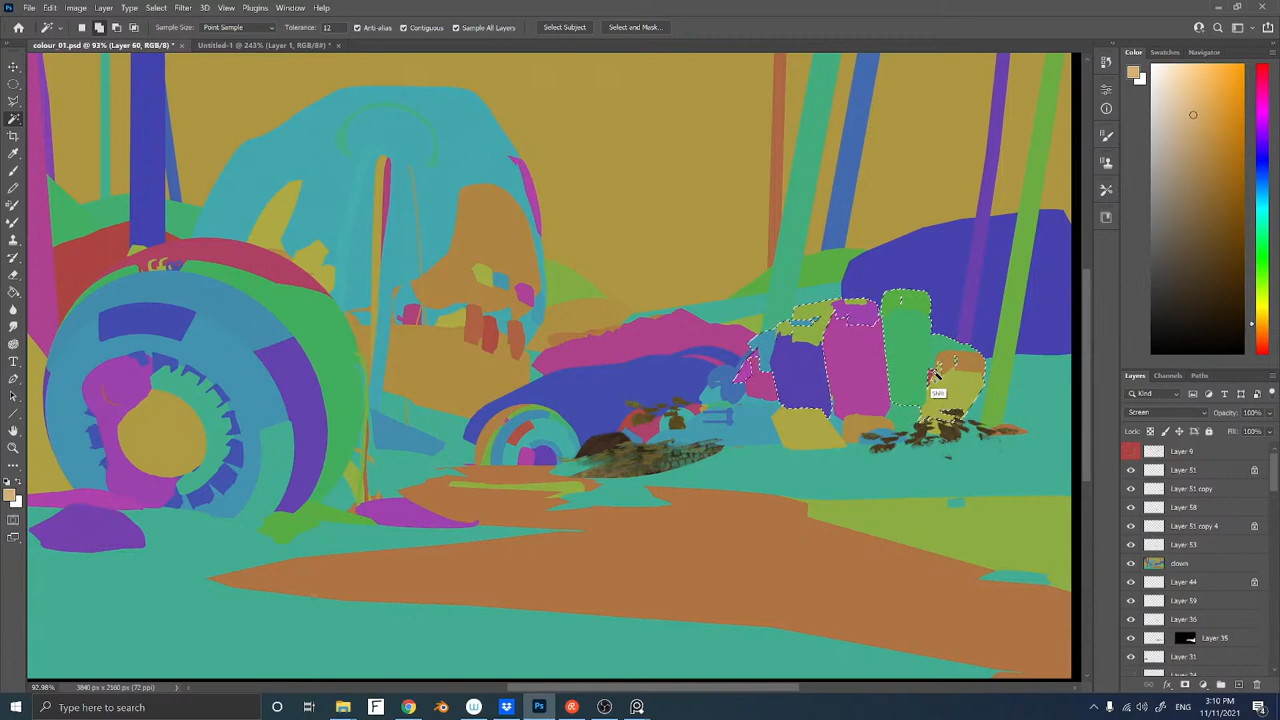 Ps File Edit Image Layer Type Select Filter 3D View Plugins Window Help
Sample Size: Point Sample Tolerance: 12 Anti-alias Contiguous Sample All Layers Select Subject Select and Mask...
colour_01.psd @ 93% (Layer 60, RGB/8) * × Untitled-1 @ 243% (Layer 1, RGB/8#) * ×
Color Swatches Navigator
Shift
Layers Channels Paths
Kind
Screen Opacity: 100%
Lock: Fill: 100%
Layer 9
Layer 51
Layer 51 copy
Layer 58
Layer 51 copy 4
Layer 53
clown
Layer 44
Layer 59
Layer 36
Layer 35
Layer 31
92.98% 3840 px x 2160 px (72 ppi)
Type here to search
ENG
3:10 PM
11/11/2021